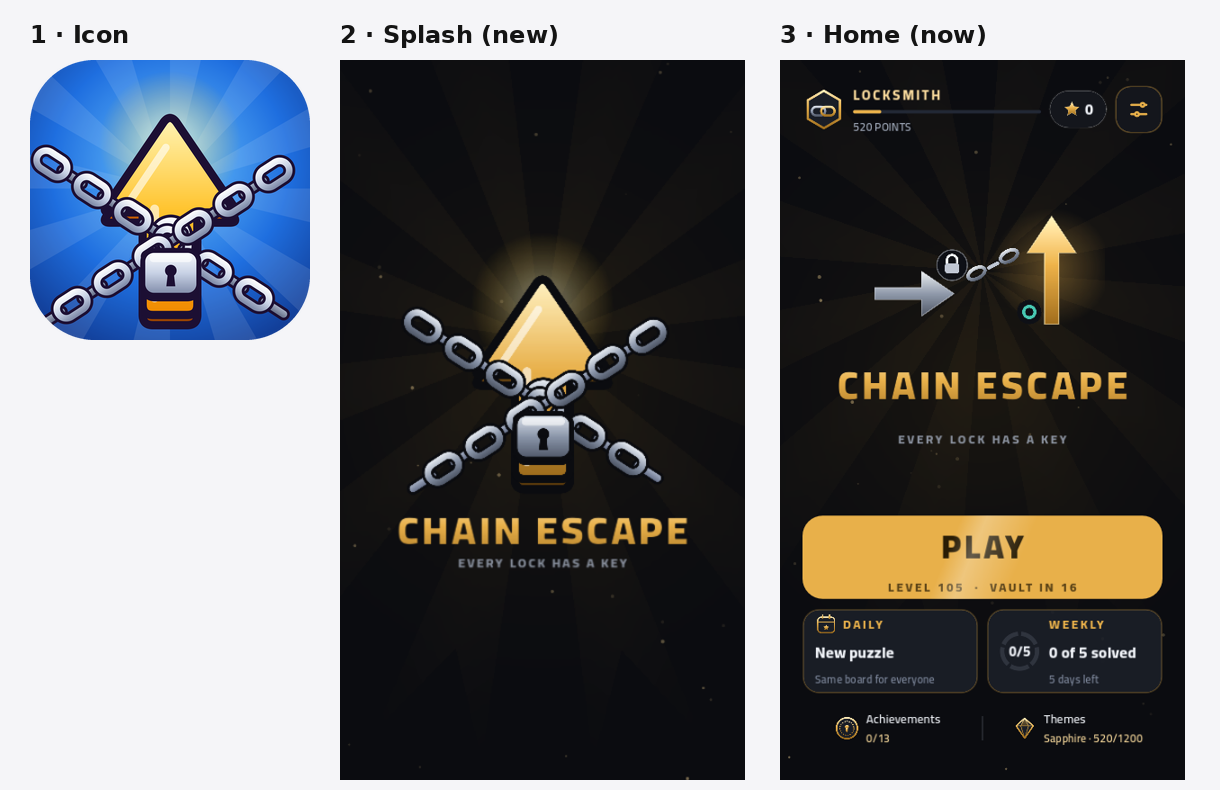 1 · Icon
2 · Splash (new)
3 · Home (now)
CHAIN ESCAPE
EVERY LOCK HAS A KEY
LOCKSMITH
520 POINTS
0
CHAIN ESCAPE
EVERY LOCK HAS A KEY
PLAY
LEVEL 105 · VAULT IN 16
DAILY
New puzzle
Same board for everyone
WEEKLY
0/5
0 of 5 solved
5 days left
Achievements
0/13
Themes
Sapphire · 520/1200